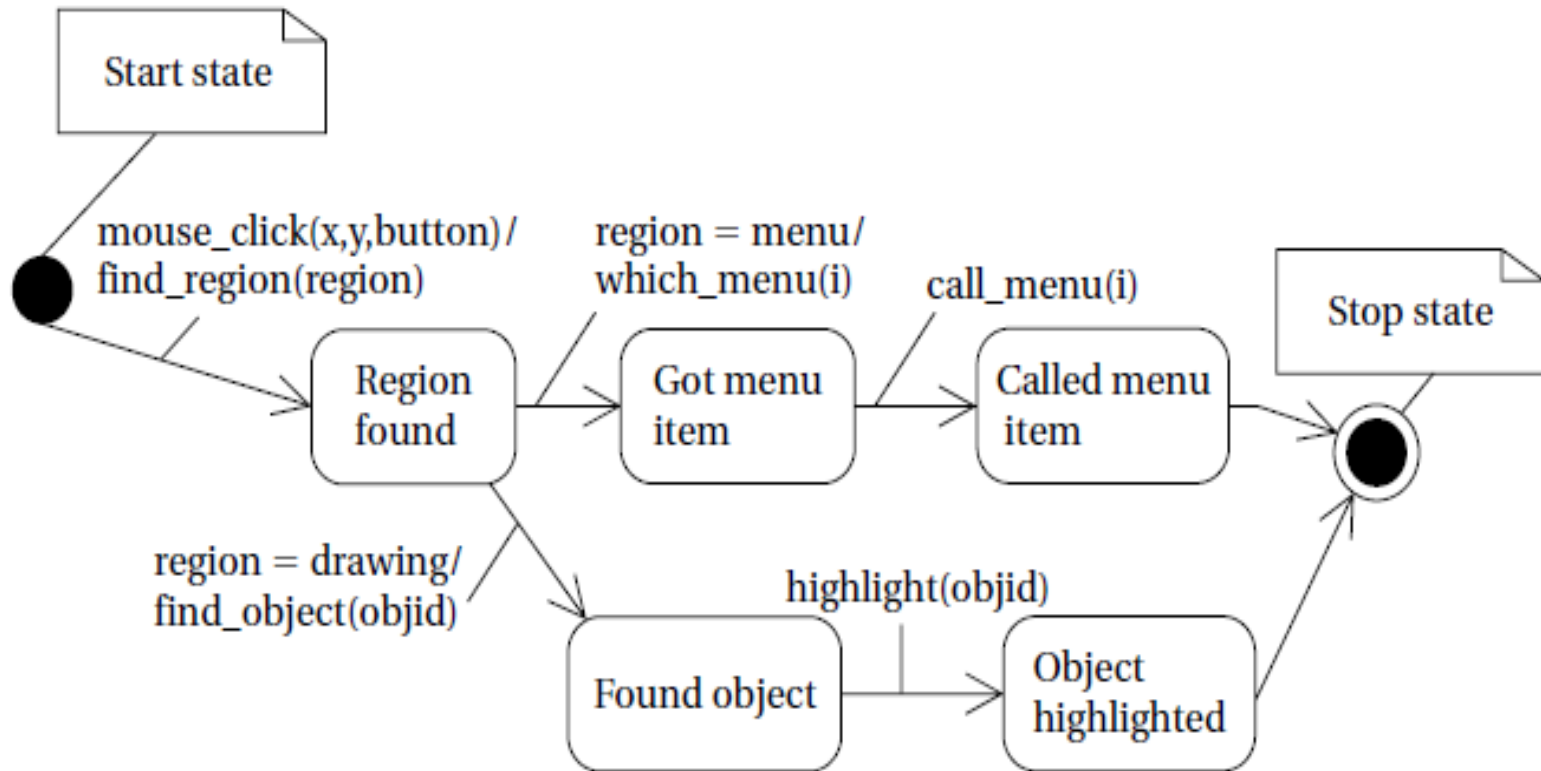 Start state
mouse_click(x,y,button)/
find_region(region)
region = menu/
which_menu(i)
call_menu(i)
Stop state
Region
found
Got menu
item
Called menu
item
region = drawing/
find_object(objid)
highlight(objid)
Found object
Object
highlighted